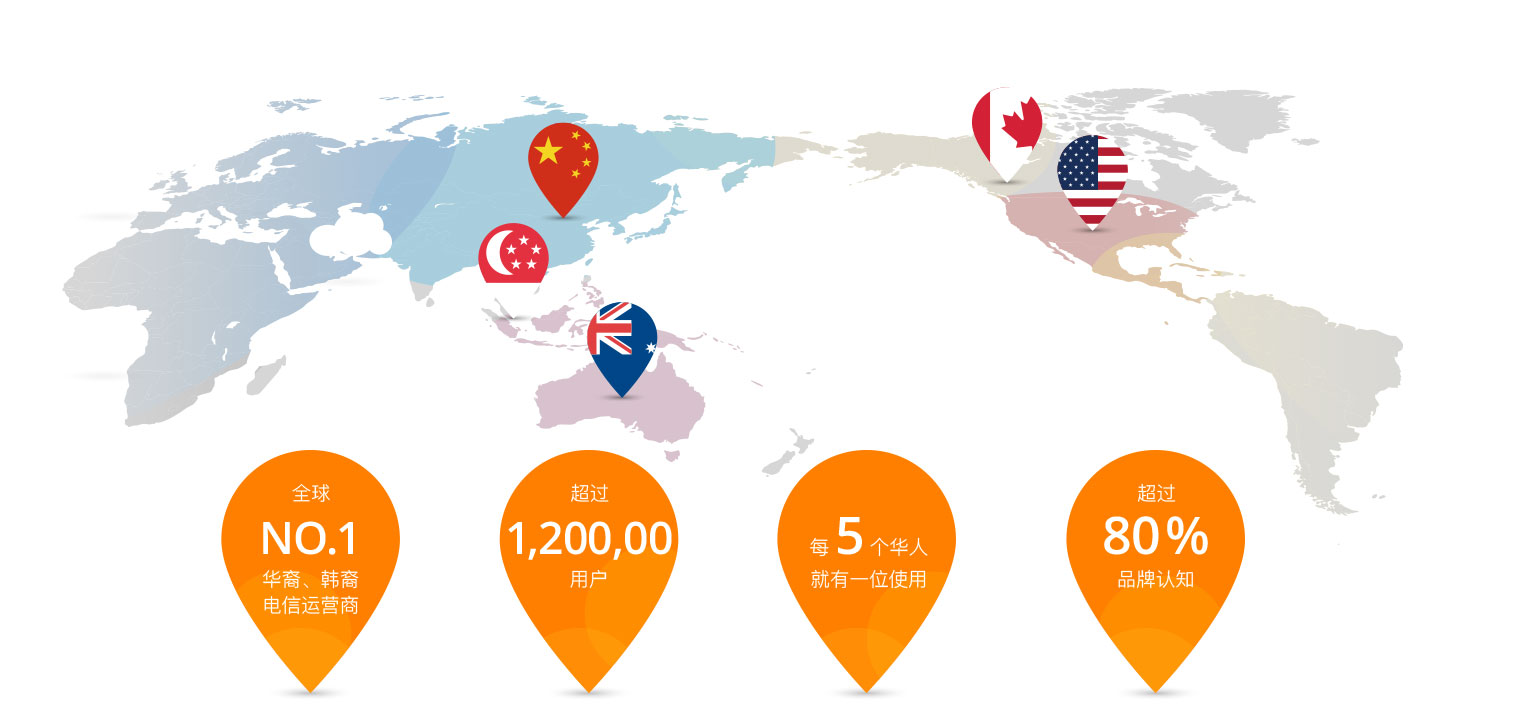 全球
NO.1
华裔、韩裔
电信运营商
超过
1,200,00
用户
每 5 个华人
就有一位使用
超过
80%
品牌认知